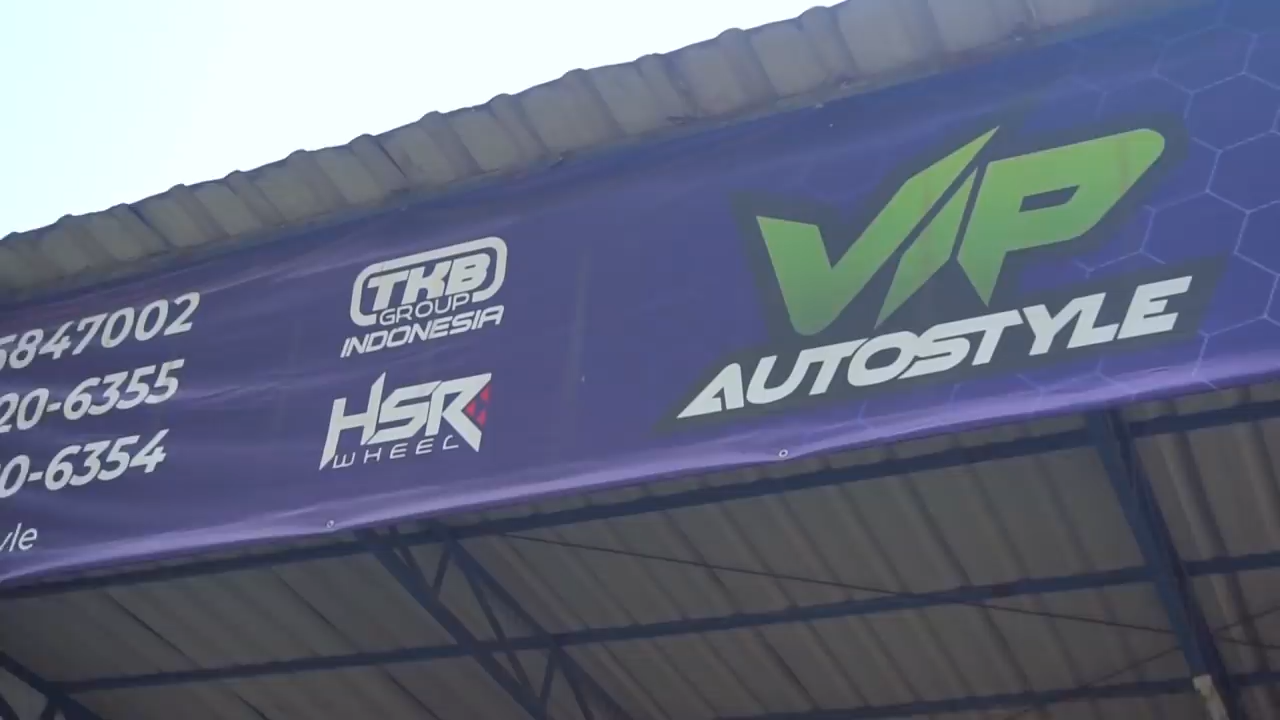 5847002
20-6355
0-6354
yle
TKB
GROUP
INDONESIA
HSR
WHEEL
VIP
AUTOSTYLE